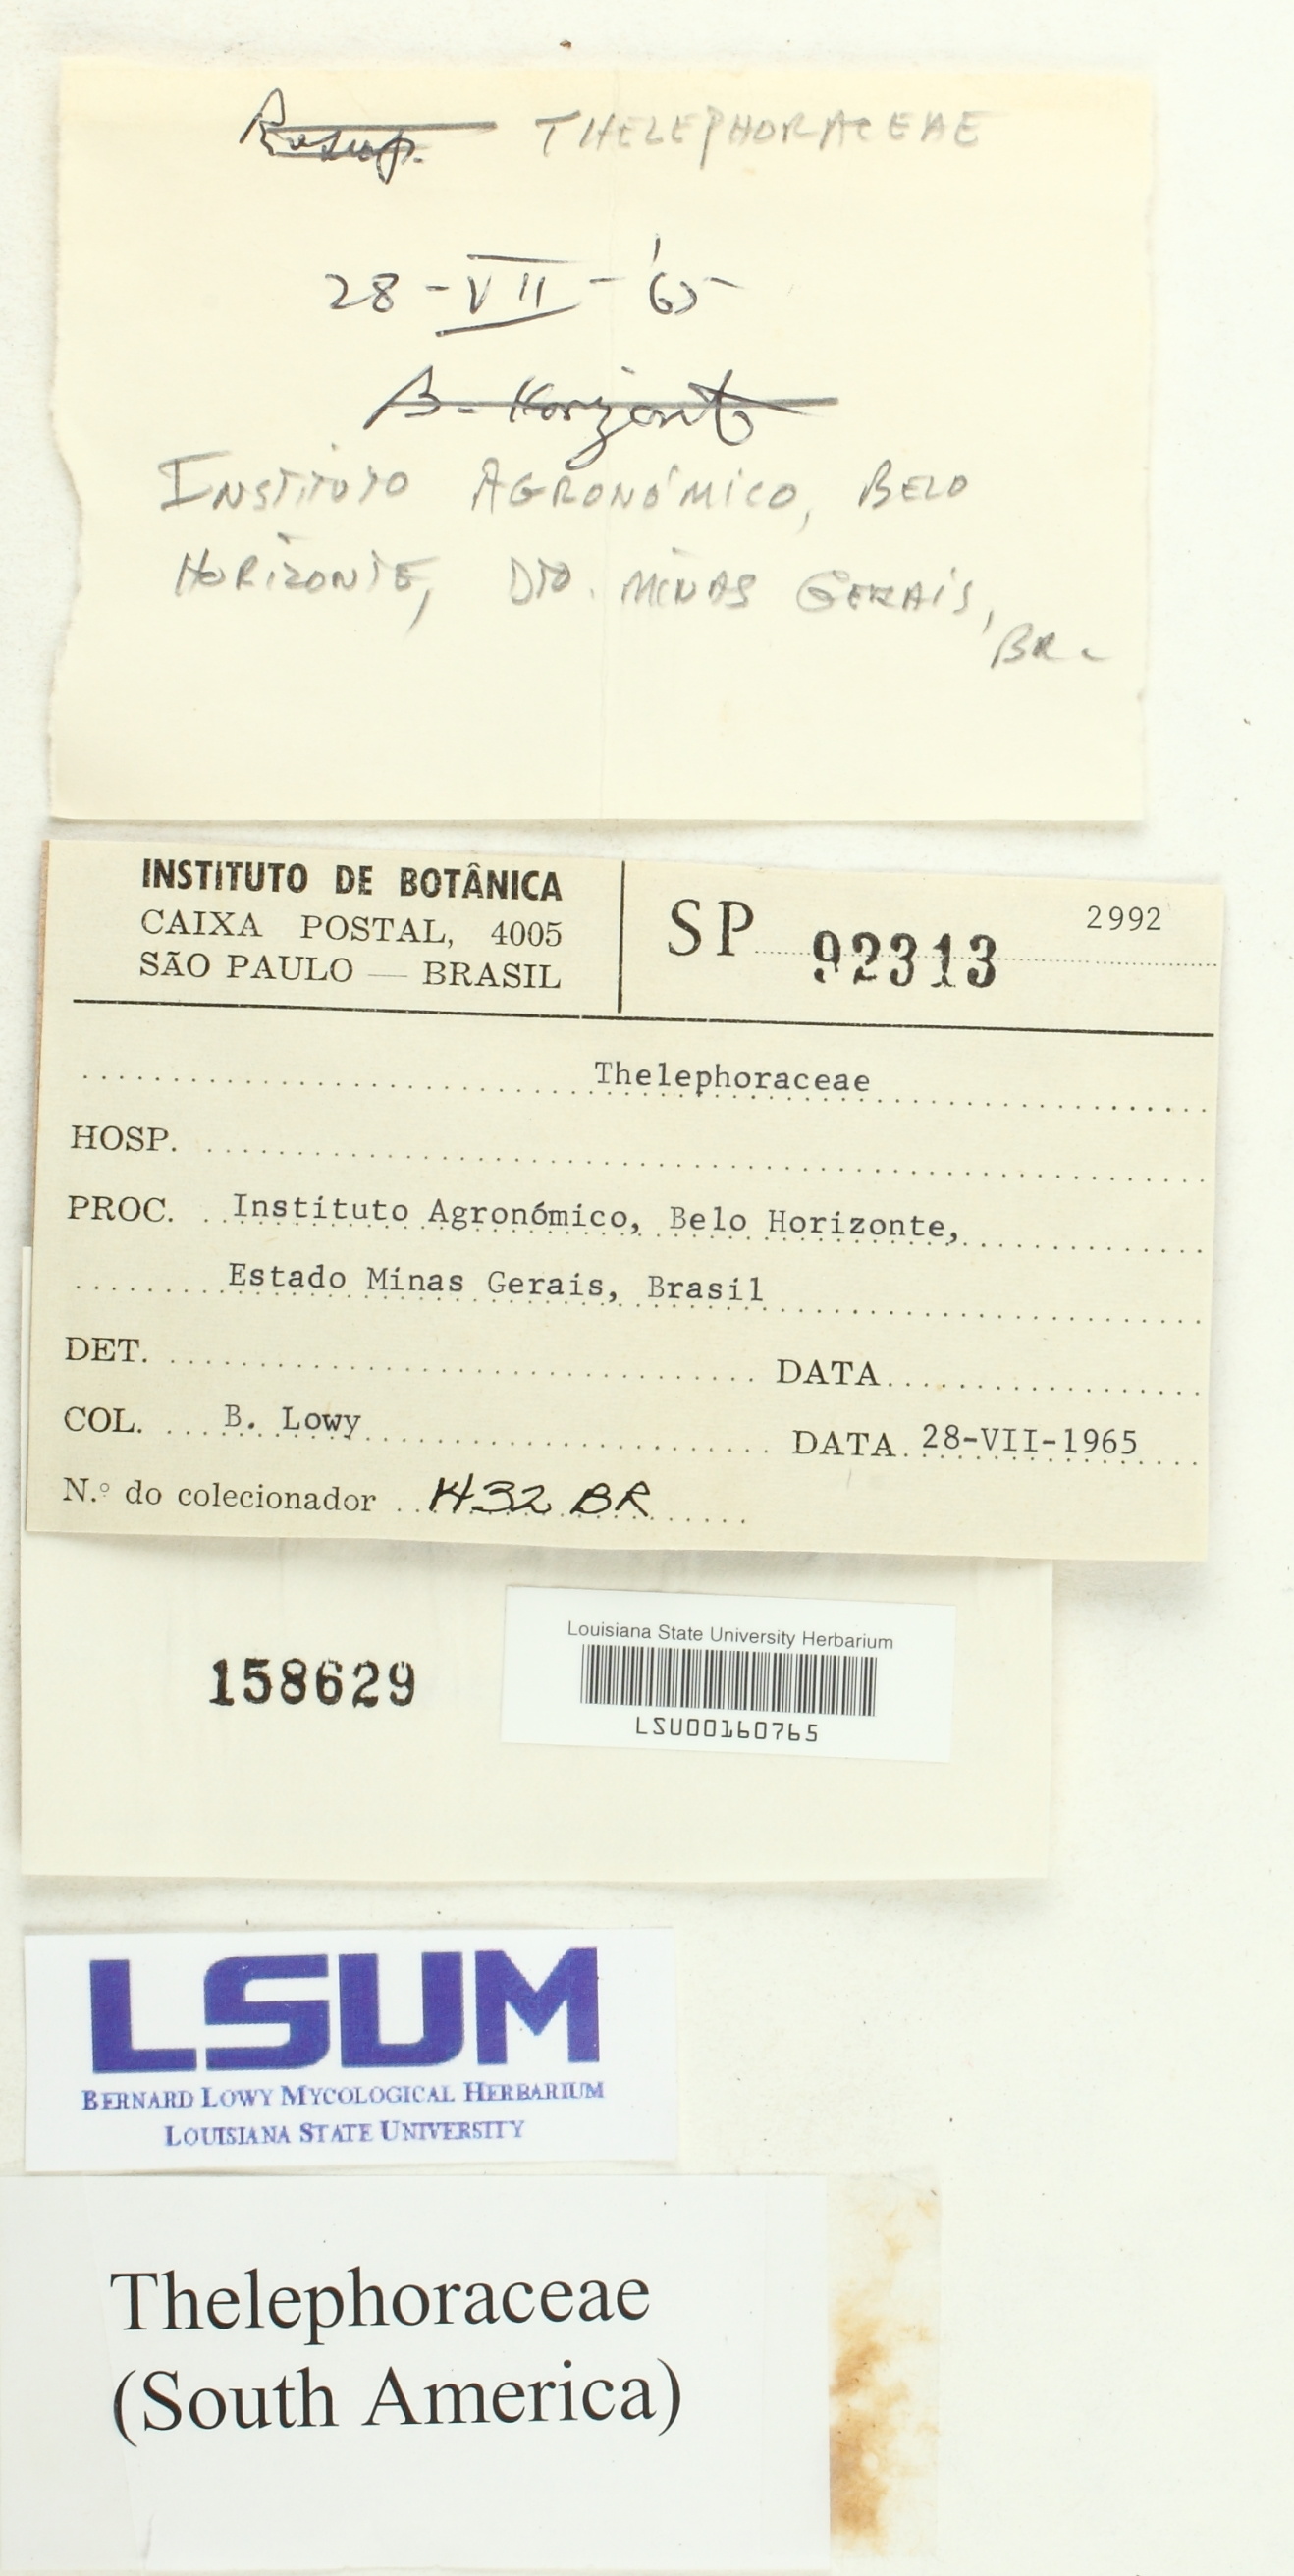 Resup. THELEPHORACEAE
28-VII-'65
B. Horizonte
INSTITUTO AGRONÓMICO, BELO
HORIZONTE, DTO. MINAS GERAIS,
BR.
INSTITUTO DE BOTÂNICA
CAIXA POSTAL, 4005
SÃO PAULO — BRASIL
SP 92313
2992
Thelephoraceae
HOSP.
PROC. Instituto Agronómico, Belo Horizonte,
Estado Minas Gerais, Brasil
DET. DATA
COL. B. Lowy DATA 28-VII-1965
N.º do colecionador 1432 BR
158629
Louisiana State University Herbarium
LSU00160765
LSUM
BERNARD LOWY MYCOLOGICAL HERBARIUM
LOUISIANA STATE UNIVERSITY
Thelephoraceae
(South America)